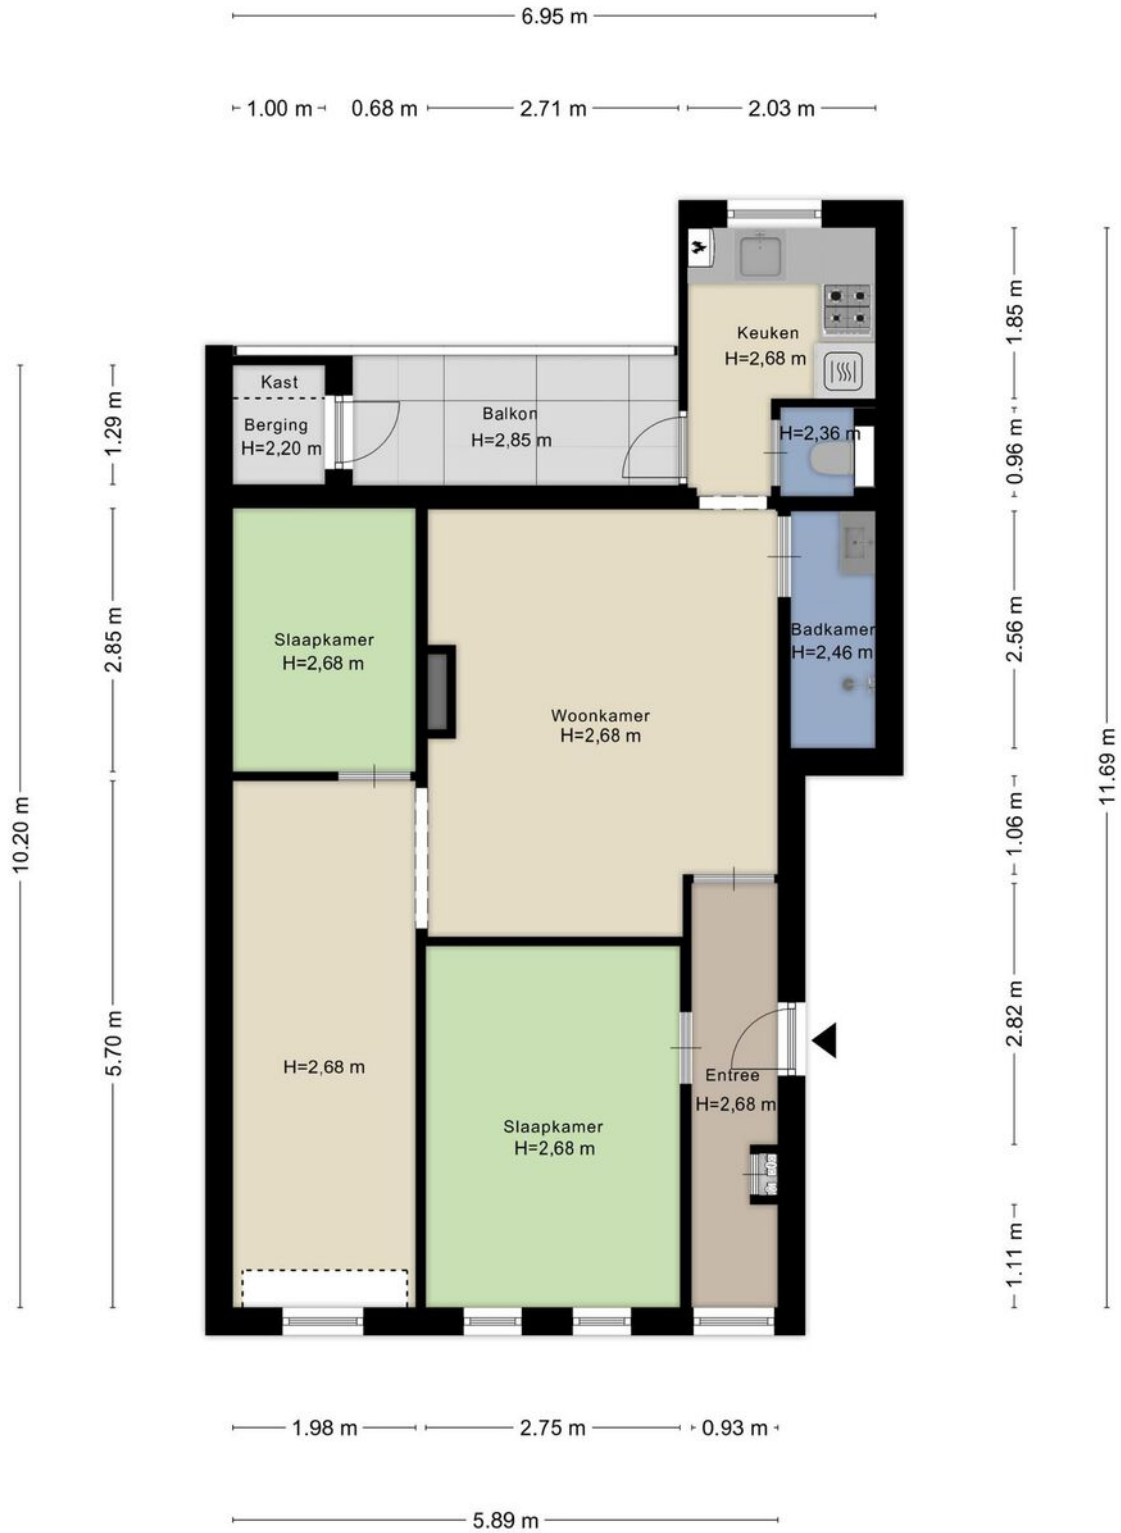 6.95 m
1.00 m
0.68 m
2.71 m
2.03 m
Keuken
H=2,68 m
1.85 m
Kast
Berging
H=2,20 m
Balkon
H=2,85 m
H=2,36 m
1.29 m
0.96 m
Slaapkamer
H=2,68 m
2.85 m
Badkamer
H=2,46 m
2.56 m
Woonkamer
H=2,68 m
10.20 m
11.69 m
1.06 m
H=2,68 m
5.70 m
Slaapkamer
H=2,68 m
Entree
H=2,68 m
2.82 m
1.11 m
1.98 m
2.75 m
0.93 m
5.89 m